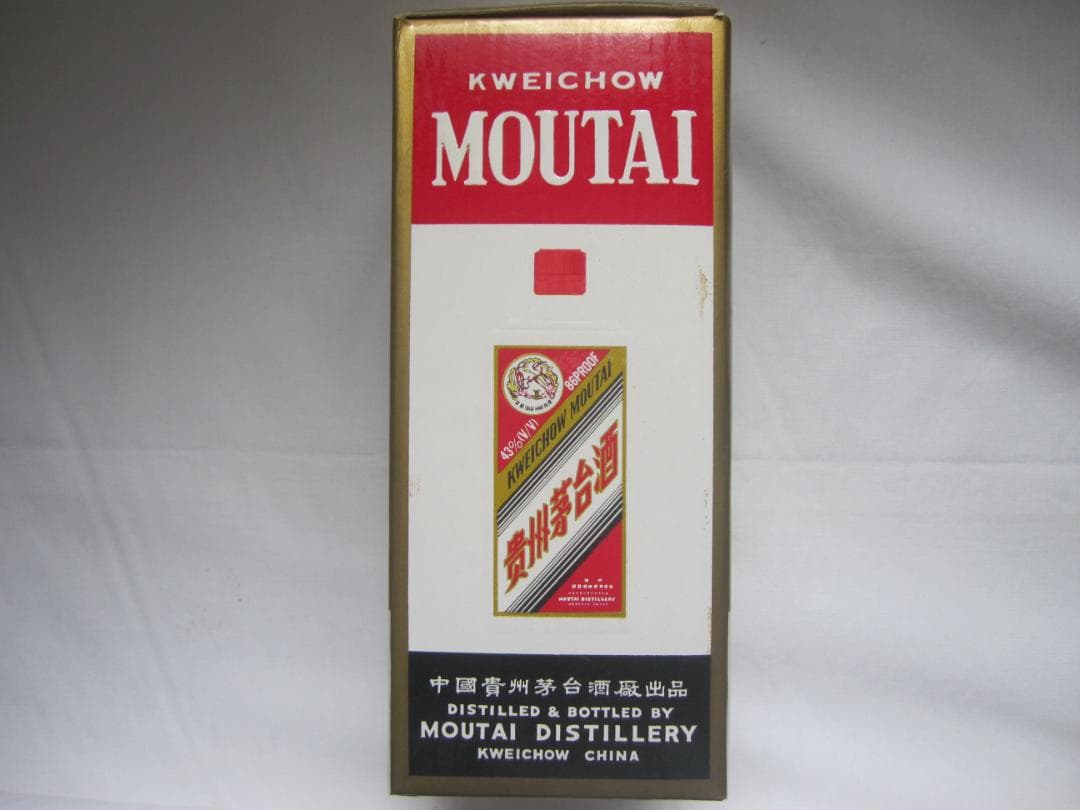 KWEICHOW
MOUTAI
86PROOF
43%(V/V)
KWEICHOW MOUTAI
贵州茅台酒
MOUTAI DISTILLERY
中國貴州茅台酒廠出品
DISTILLED & BOTTLED BY
MOUTAI DISTILLERY
KWEICHOW CHINA